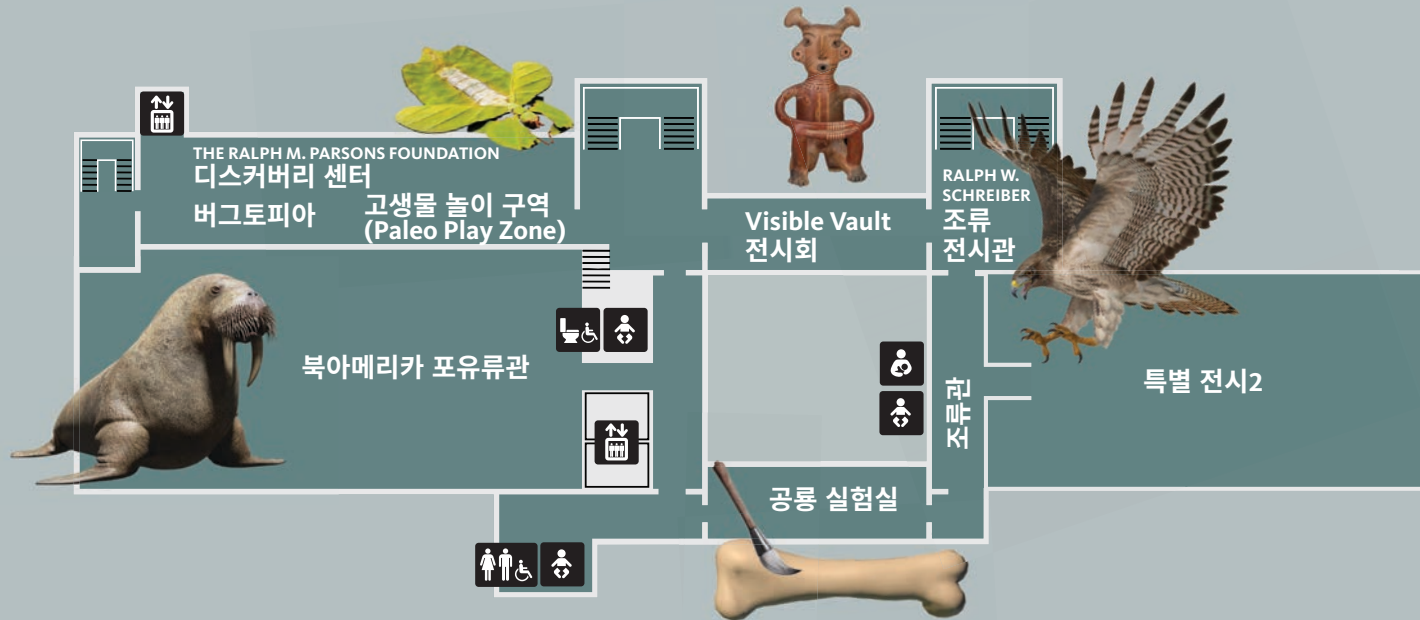 THE RALPH M. PARSONS FOUNDATION
디스커버리 센터
버그토피아
고생물 놀이 구역
(Paleo Play Zone)
Visible Vault
전시회
RALPH W.
SCHREIBER
조류
전시관
북아메리카 포유류관
조류관
특별 전시2
공룡 실험실